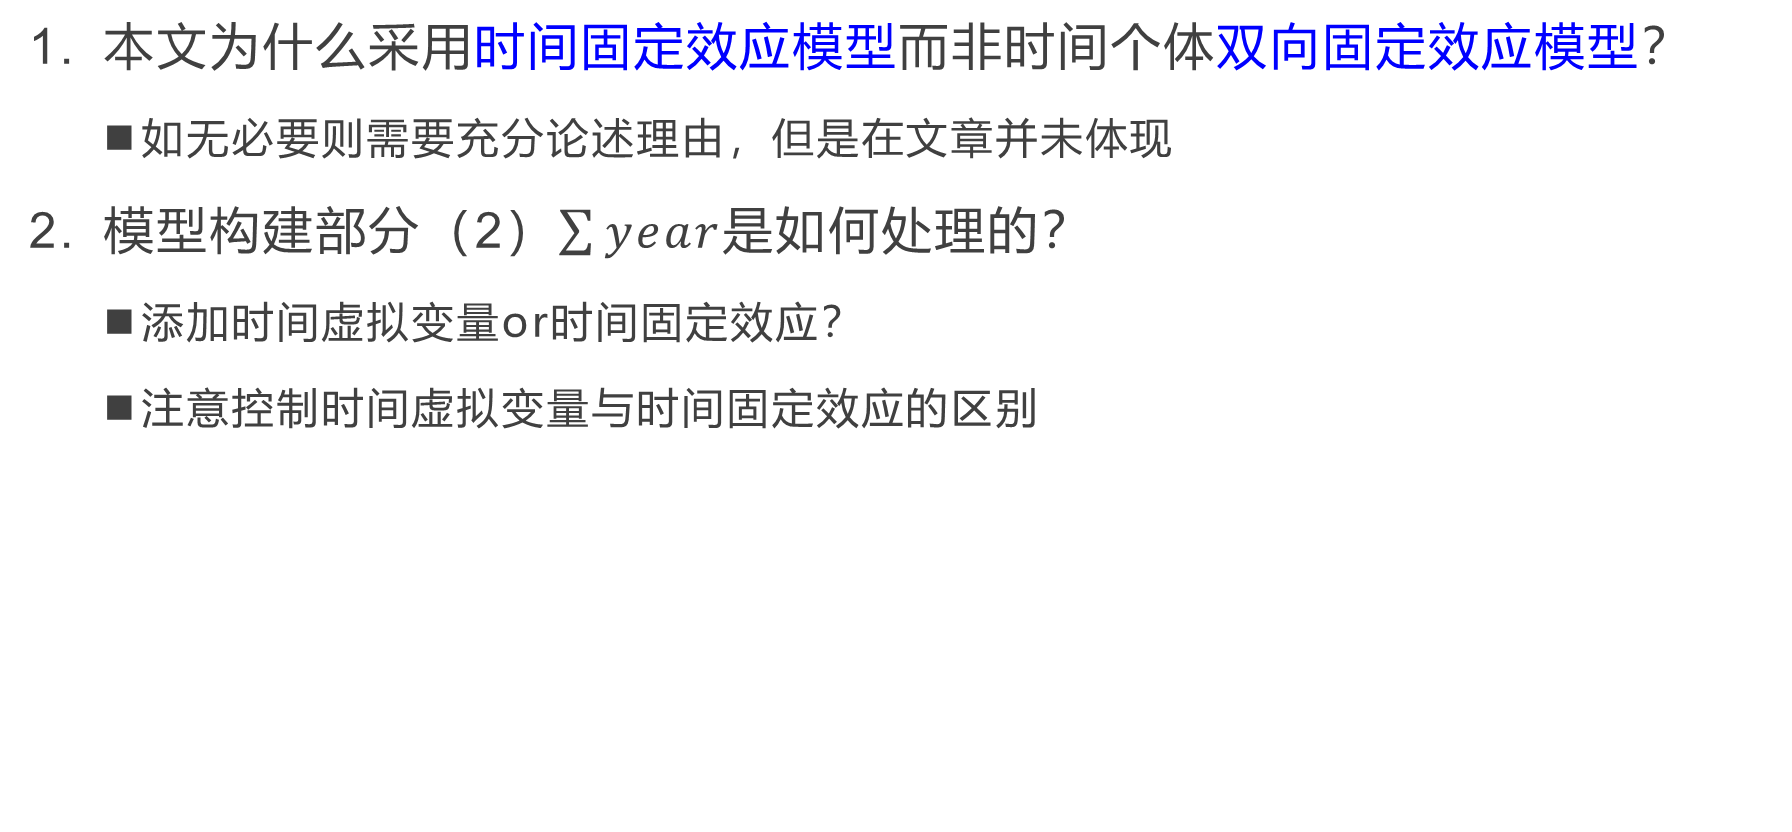 1. 本文为什么采用时间固定效应模型而非时间个体双向固定效应模型？
■如无必要则需要充分论述理由，但是在文章并未体现
2. 模型构建部分（2）∑ year是如何处理的？
■添加时间虚拟变量or时间固定效应？
■注意控制时间虚拟变量与时间固定效应的区别